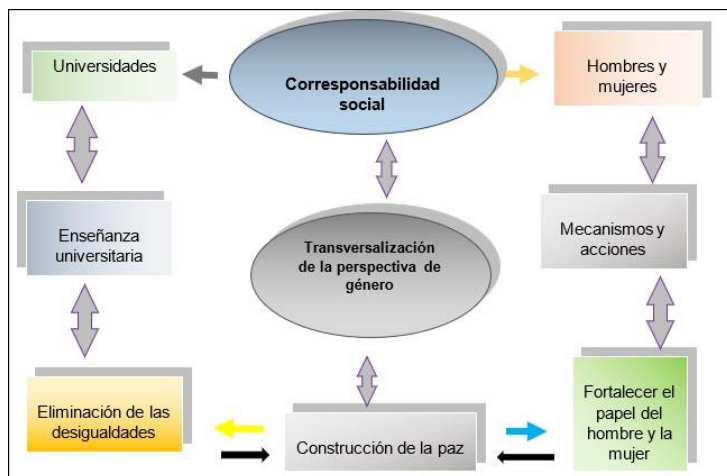 Universidades
Corresponsabilidad
social
Hombres y
mujeres
Enseñanza
universitaria
Transversalización
de la perspectiva de
género
Mecanismos y
acciones
Eliminación de las
desigualdades
Construcción de la paz
Fortalecer el
papel del
hombre y la
mujer